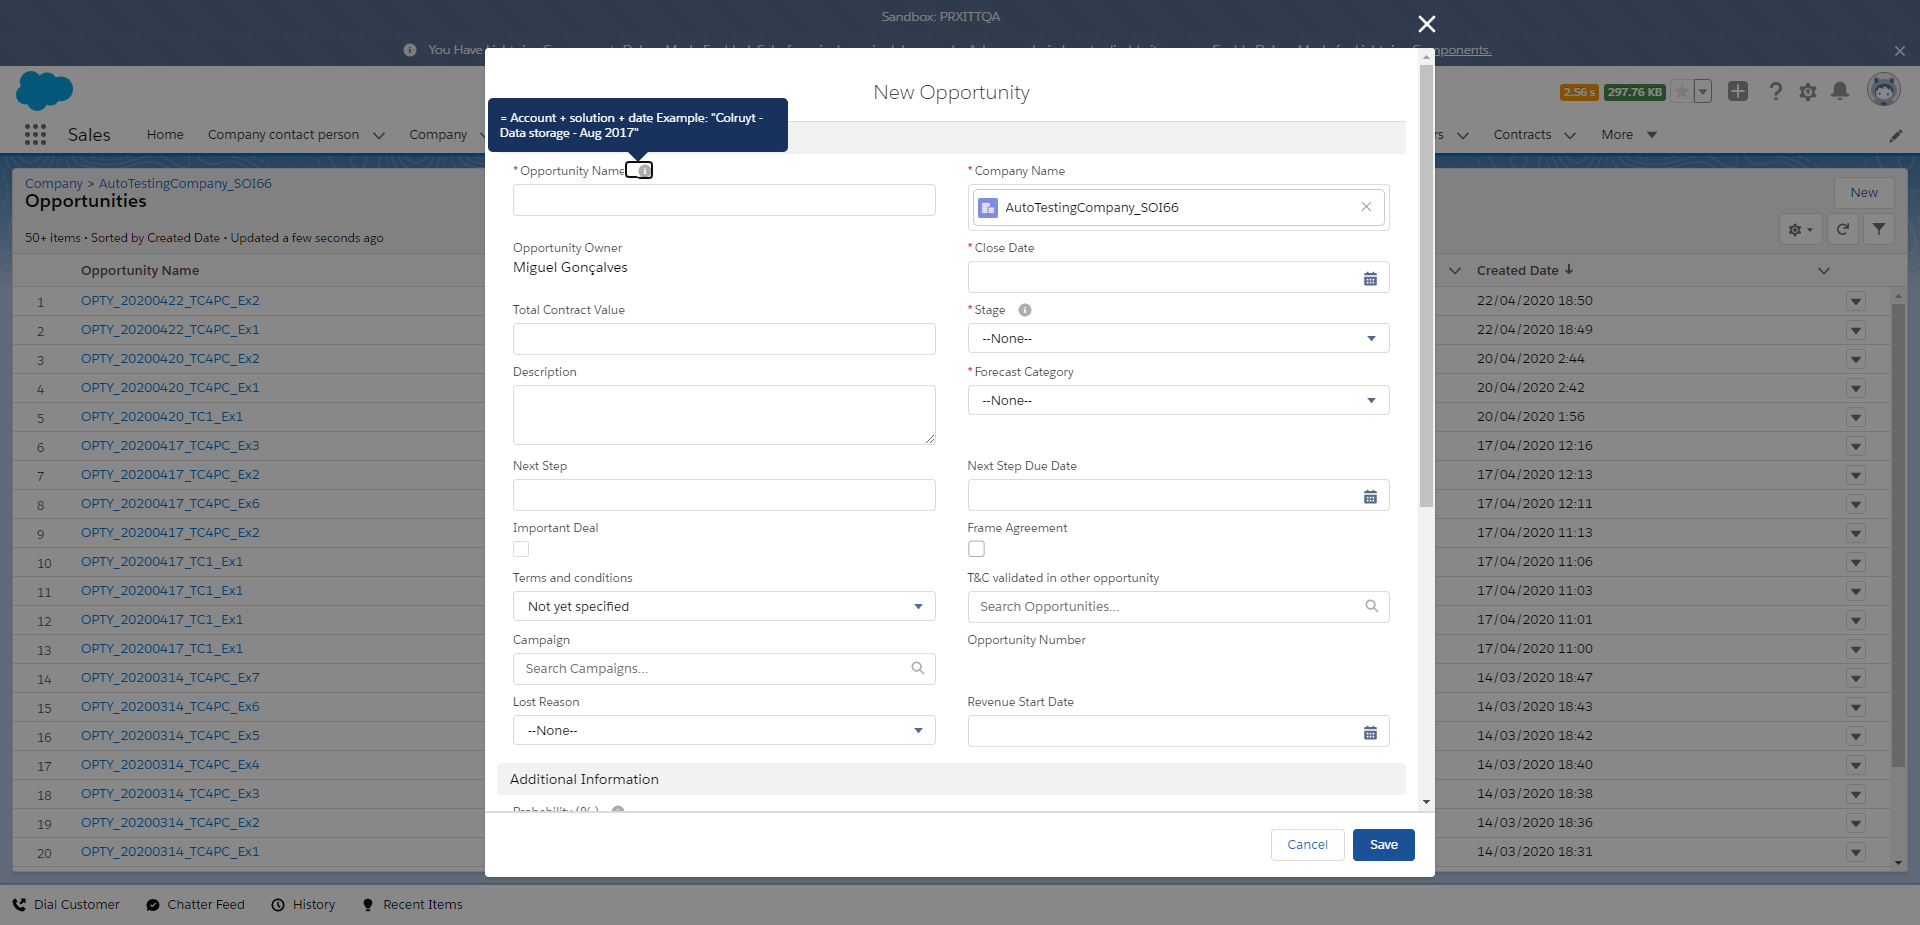 Sandbox: PRXITTQA
You Have
ponents.
New Opportunity
= Account + solution + date Example: "Colruyt -
Data storage - Aug 2017"
2.56 s
297.76 KB
Sales
Home
Company contact person
Company
rs
Contracts
More
Company > AutoTestingCompany_SOI66
Opportunities
50+ items • Sorted by Created Date • Updated a few seconds ago
New
*Opportunity Name
*Company Name
AutoTestingCompany_SOI66
Opportunity Owner
Miguel Gonçalves
*Close Date
Total Contract Value
*Stage
--None--
Description
*Forecast Category
--None--
Next Step
Next Step Due Date
Important Deal
Frame Agreement
Terms and conditions
Not yet specified
T&C validated in other opportunity
Search Opportunities...
Campaign
Search Campaigns...
Opportunity Number
Lost Reason
--None--
Revenue Start Date
Additional Information
Probability (%)
Cancel
Save
Opportunity Name
Created Date
1 OPTY_20200422_TC4PC_Ex2 22/04/2020 18:50
2 OPTY_20200422_TC4PC_Ex1 22/04/2020 18:49
3 OPTY_20200420_TC4PC_Ex2 20/04/2020 2:44
4 OPTY_20200420_TC4PC_Ex1 20/04/2020 2:42
5 OPTY_20200420_TC1_Ex1 20/04/2020 1:56
6 OPTY_20200417_TC4PC_Ex3 17/04/2020 12:16
7 OPTY_20200417_TC4PC_Ex2 17/04/2020 12:13
8 OPTY_20200417_TC4PC_Ex6 17/04/2020 12:11
9 OPTY_20200417_TC4PC_Ex2 17/04/2020 11:13
10 OPTY_20200417_TC1_Ex1 17/04/2020 11:06
11 OPTY_20200417_TC1_Ex1 17/04/2020 11:03
12 OPTY_20200417_TC1_Ex1 17/04/2020 11:01
13 OPTY_20200417_TC1_Ex1 17/04/2020 11:00
14 OPTY_20200314_TC4PC_Ex7 14/03/2020 18:47
15 OPTY_20200314_TC4PC_Ex6 14/03/2020 18:43
16 OPTY_20200314_TC4PC_Ex5 14/03/2020 18:42
17 OPTY_20200314_TC4PC_Ex4 14/03/2020 18:40
18 OPTY_20200314_TC4PC_Ex3 14/03/2020 18:38
19 OPTY_20200314_TC4PC_Ex2 14/03/2020 18:36
20 OPTY_20200314_TC4PC_Ex1 14/03/2020 18:31
Dial Customer
Chatter Feed
History
Recent Items